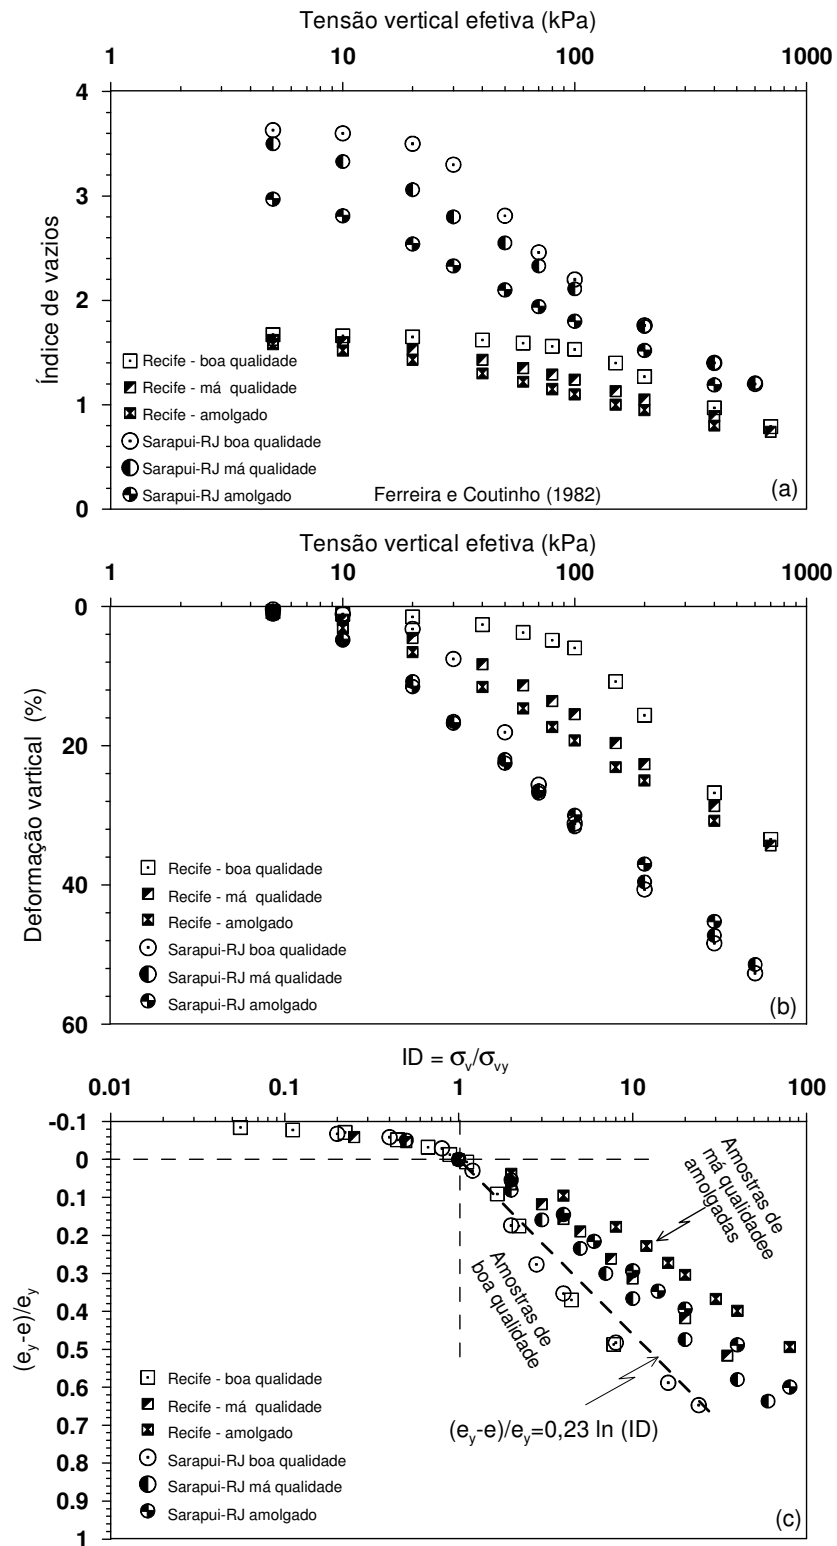 Tensão vertical efetiva (kPa)
1 10 100 1000
4
3
2
1
0
Índice de vazios
Recife - boa qualidade
Recife - má qualidade
Recife - amolgado
Sarapui-RJ boa qualidade
Sarapui-RJ má qualidade
Sarapui-RJ amolgado
Ferreira e Coutinho (1982)
(a)
Tensão vertical efetiva (kPa)
1 10 100 1000
0
20
40
60
Deformação vartical (%)
Recife - boa qualidade
Recife - má qualidade
Recife - amolgado
Sarapui-RJ boa qualidade
Sarapui-RJ má qualidade
Sarapui-RJ amolgado
(b)
ID = σv/σvy
0.01 0.1 1 10 100
-0.1
0
0.1
0.2
0.3
0.4
0.5
0.6
0.7
0.8
0.9
1
(ey-e)/ey
Amostras de
má qualidadee
amolgadas
Amostras de
boa qualidade
(ey-e)/ey=0,23 ln (ID)
Recife - boa qualidade
Recife - má qualidade
Recife - amolgado
Sarapui-RJ boa qualidade
Sarapui-RJ má qualidade
Sarapui-RJ amolgado
(c)